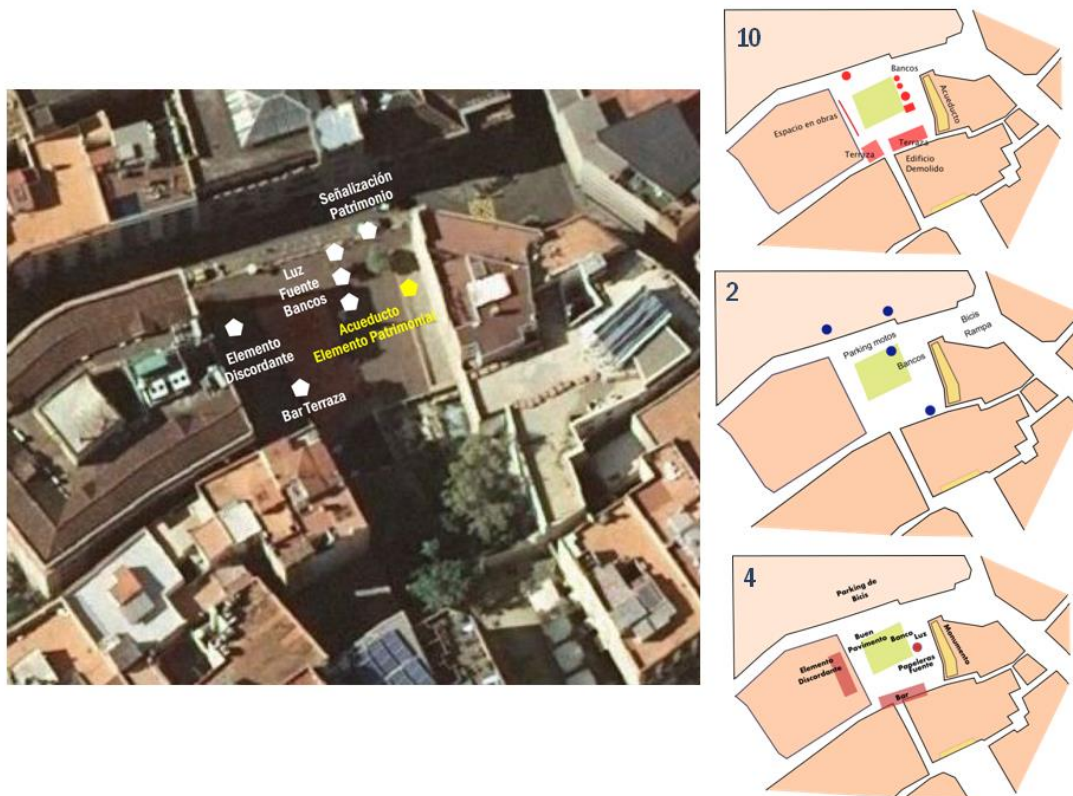 Señalización
Patrimonio
Luz
Fuente
Bancos
Acueducto
Elemento Patrimonial
Elemento
Discordante
Bar Terraza
10
Bancos
Acueducto
Espacio en obras
Terraza
Terraza
Edificio
Demolido
2
Bicis
Rampa
Parking motos
Bancos
4
Parking de
Bicis
Buen
Pavimento
Banco
Luz
Monumento
Elemento
Discordante
Papeleras
Fuente
Bar